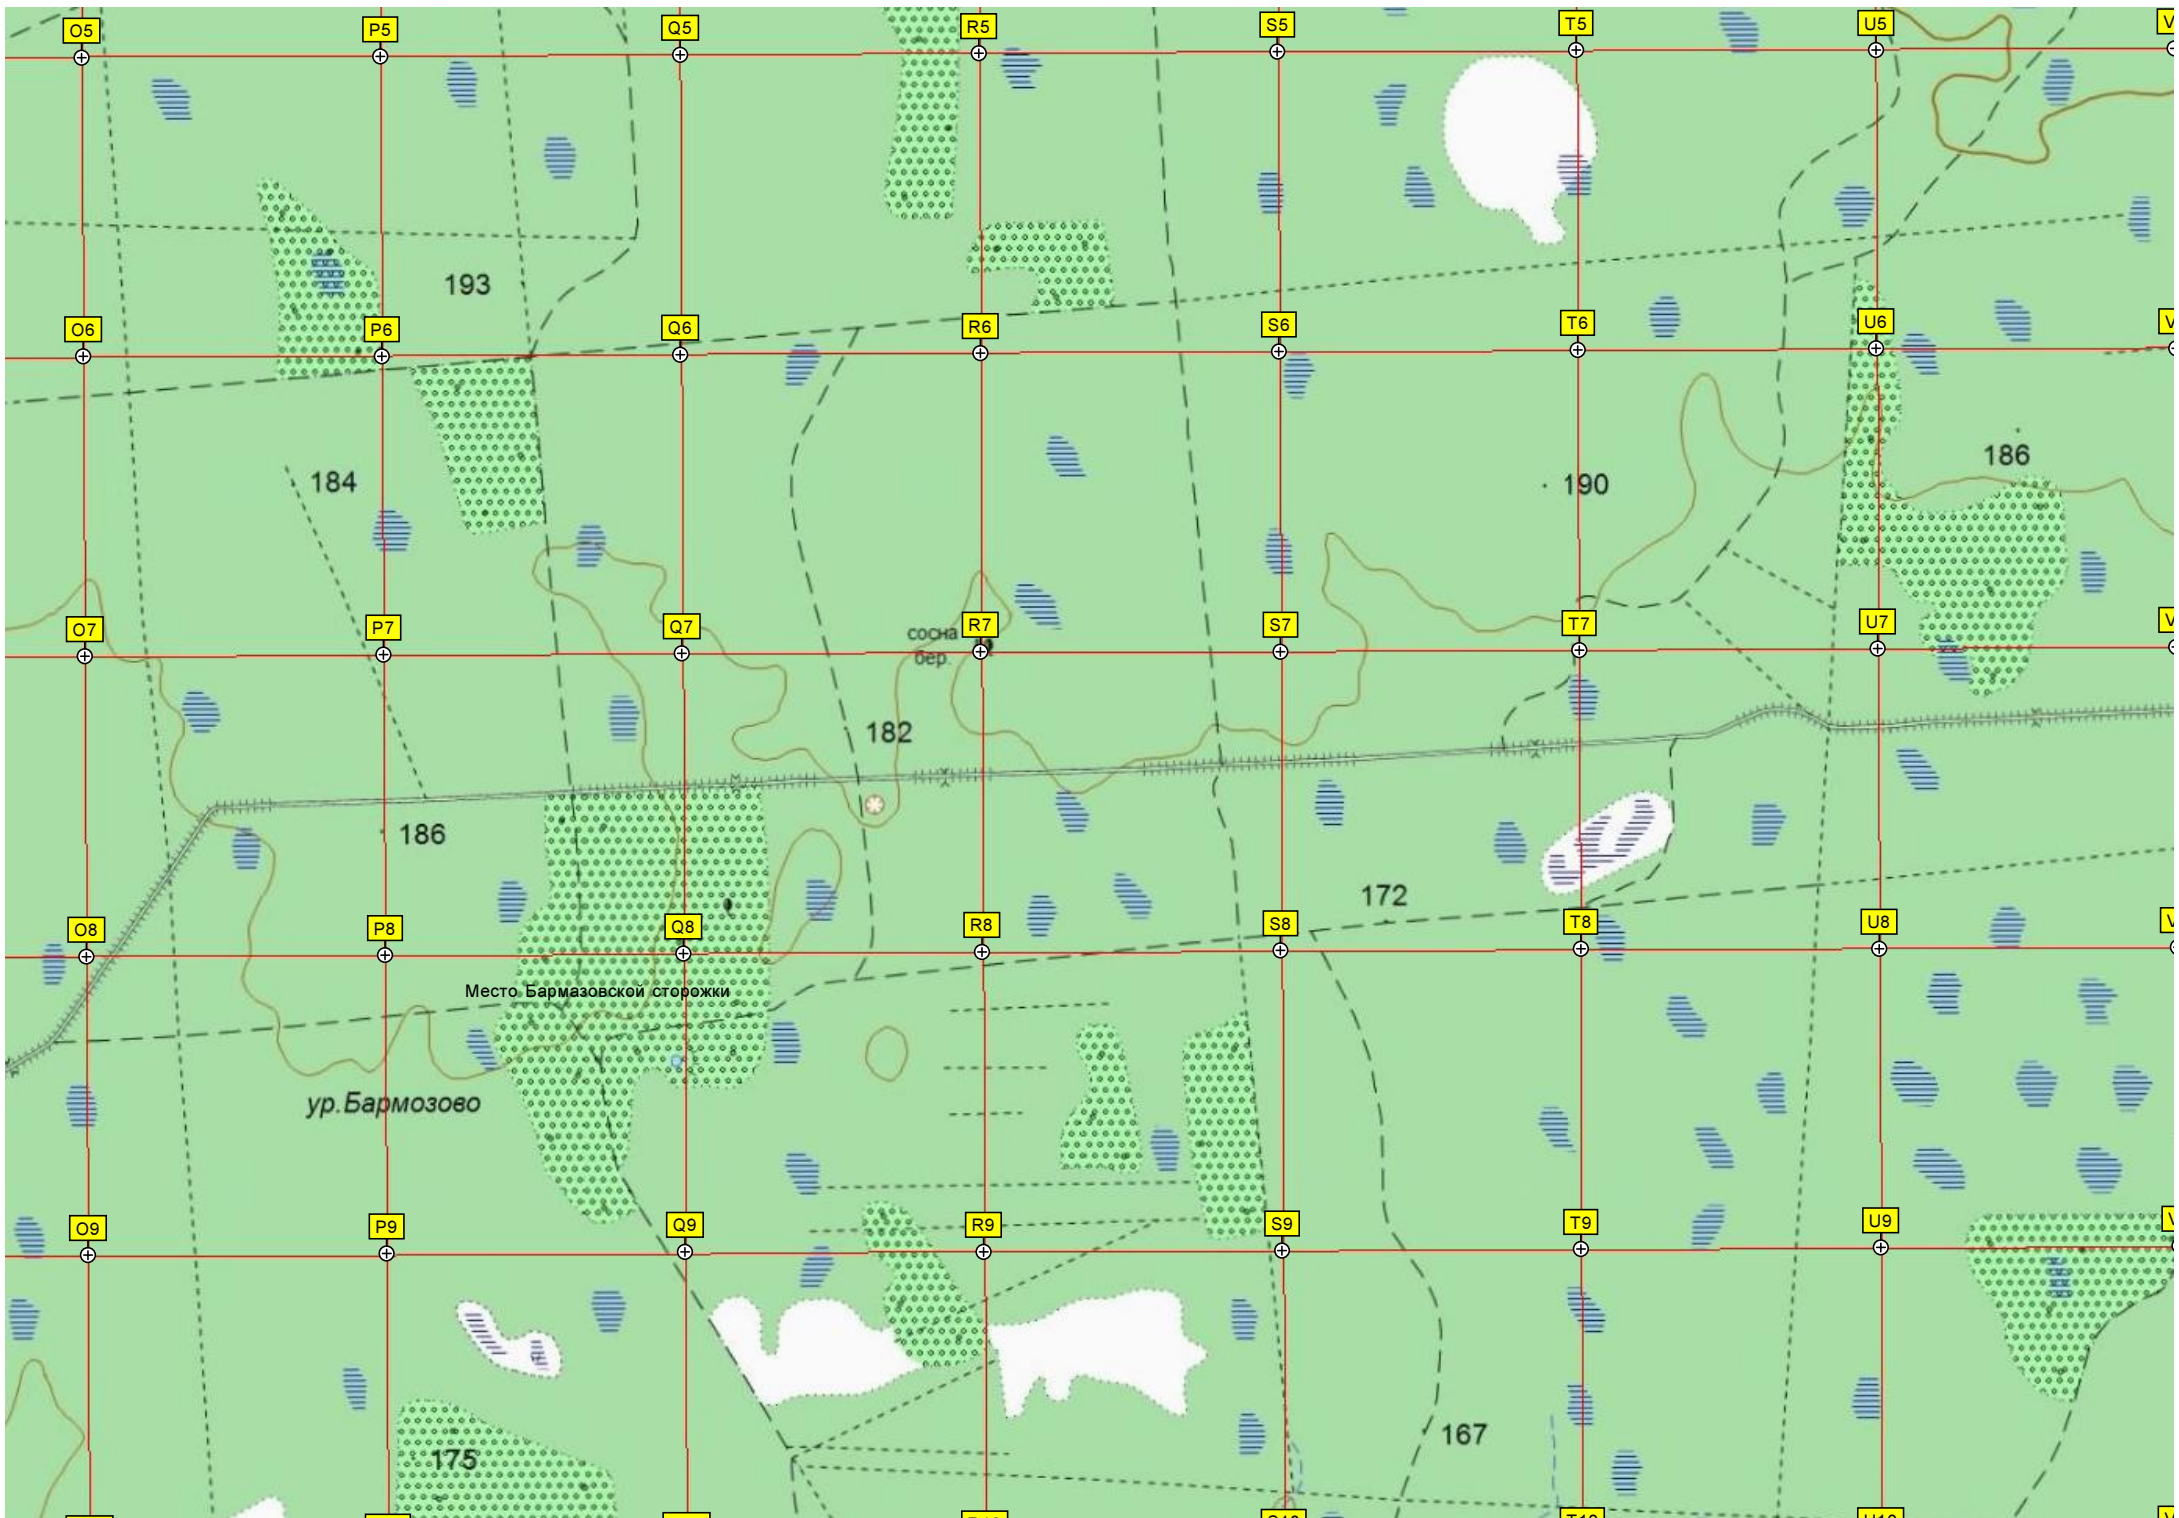 O5 P5 Q5 R5 S5 T5 U5
193
O6 P6 Q6 R6 S6 T6 U6
184 190 186
O7 P7 Q7 сосна R7 S7 T7 U7
бер.
182
186
172
O8 P8 Q8 R8 S8 T8 U8
Место Бармазовской сторожки
ур.Бармозово
O9 P9 Q9 R9 S9 T9 U9
175 167